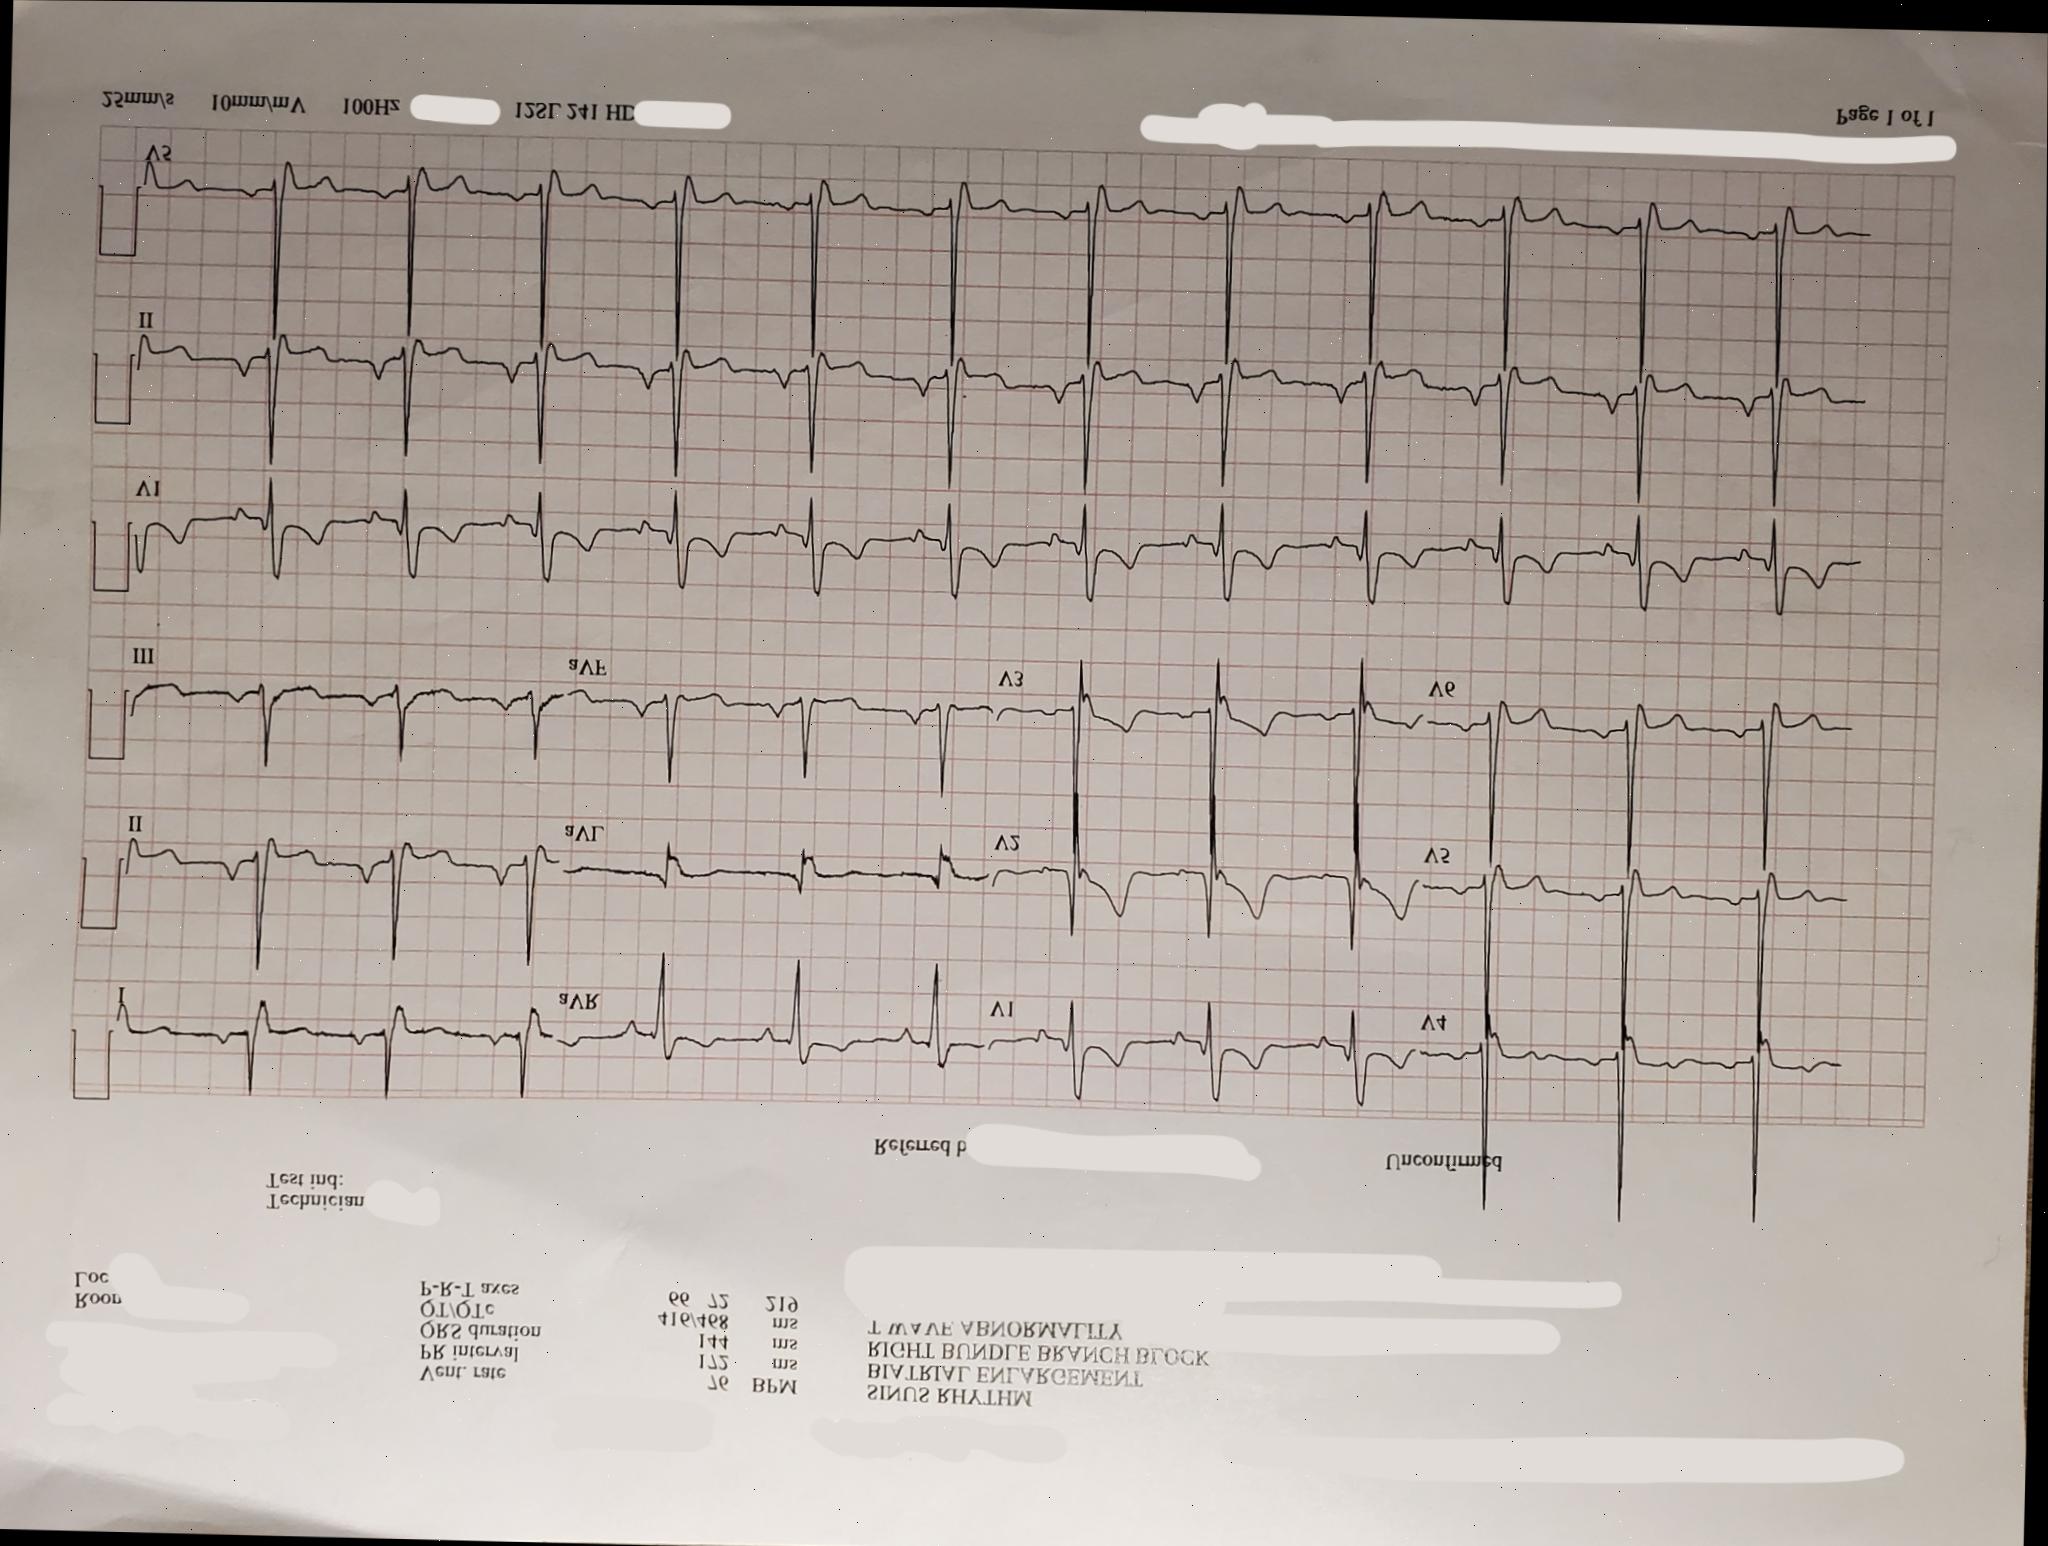 Vent. rate 76 BPM SINUS RHYTHM
PR interval 172 ms BIATRIAL ENLARGEMENT
QRS duration 144 ms RIGHT BUNDLE BRANCH BLOCK
QT/QTc 416/468 ms T WAVE ABNORMALITY
P-R-T axes 66 72 219
Loc
Technician
Test ind:
Referred b
Unconfirmed
I aVR V1 V4
II aVL V2 V5
III aVF V3 V6
V1
II
V5
25mm/s 10mm/mV 100Hz 12SL 241 HD Page 1 of 1